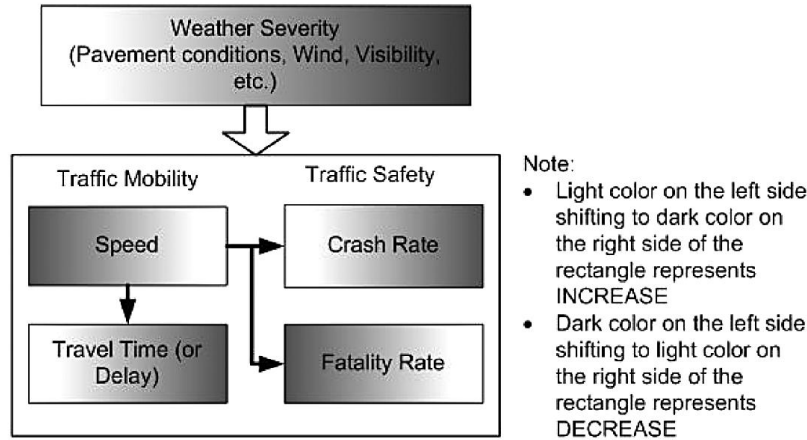 Weather Severity
(Pavement conditions, Wind, Visibility,
etc.)
Traffic Mobility
Traffic Safety
Speed
Crash Rate
Travel Time (or
Delay)
Fatality Rate
Note:
• Light color on the left side
shifting to dark color on
the right side of the
rectangle represents
INCREASE
• Dark color on the left side
shifting to light color on
the right side of the
rectangle represents
DECREASE